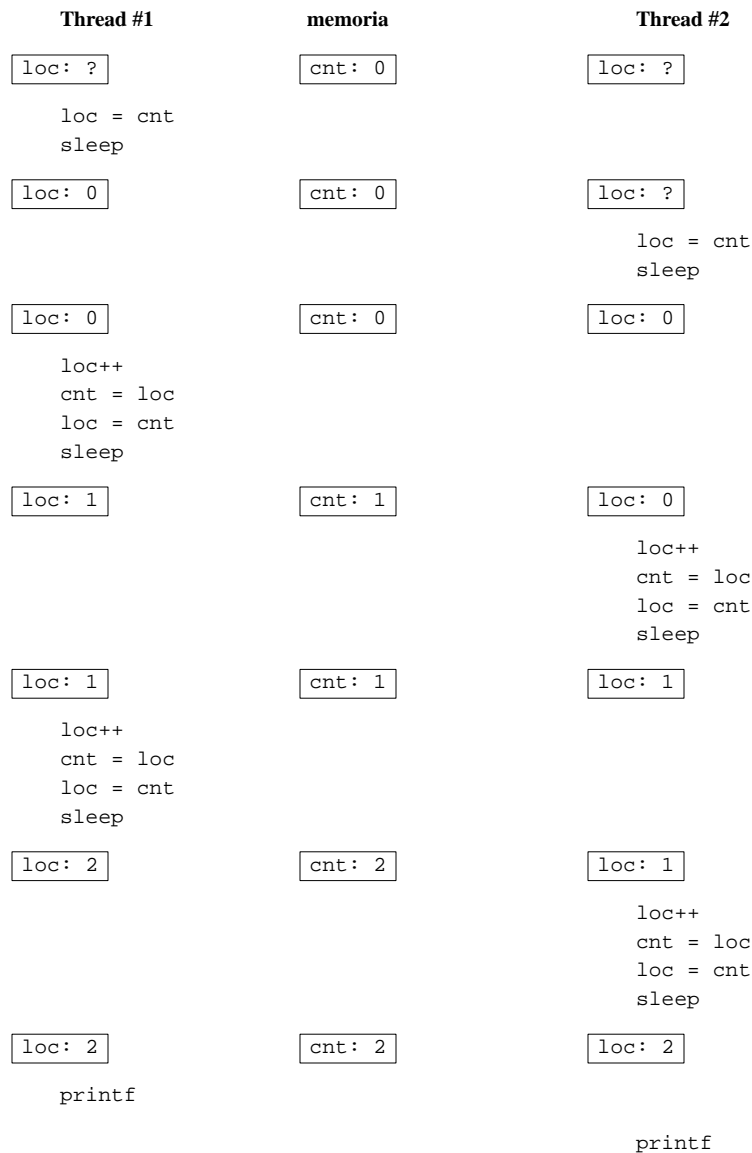 Thread #1 memoria Thread #2
loc: ? cnt: 0 loc: ?
loc = cnt
sleep
loc: 0 cnt: 0 loc: ?
loc = cnt
sleep
loc: 0 cnt: 0 loc: 0
loc++
cnt = loc
loc = cnt
sleep
loc: 1 cnt: 1 loc: 0
loc++
cnt = loc
loc = cnt
sleep
loc: 1 cnt: 1 loc: 1
loc++
cnt = loc
loc = cnt
sleep
loc: 2 cnt: 2 loc: 1
loc++
cnt = loc
loc = cnt
sleep
loc: 2 cnt: 2 loc: 2
printf
printf